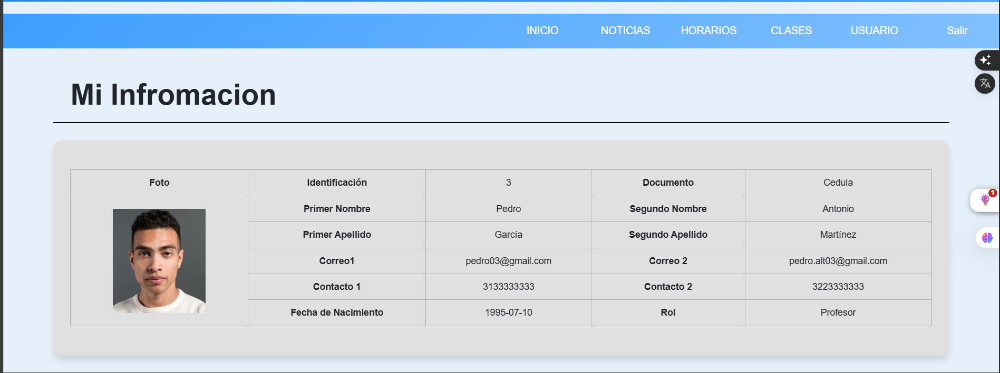 INICIO NOTICIAS HORARIOS CLASES USUARIO Salir
Mi Infromacion
1
Foto Identificación 3 Documento Cedula
Primer Nombre Pedro Segundo Nombre Antonio
Primer Apellido García Segundo Apellido Martínez
Correo1 pedro03@gmail.com Correo 2 pedro.alt03@gmail.com
Contacto 1 3133333333 Contacto 2 3223333333
Fecha de Nacimiento 1995-07-10 Rol Profesor